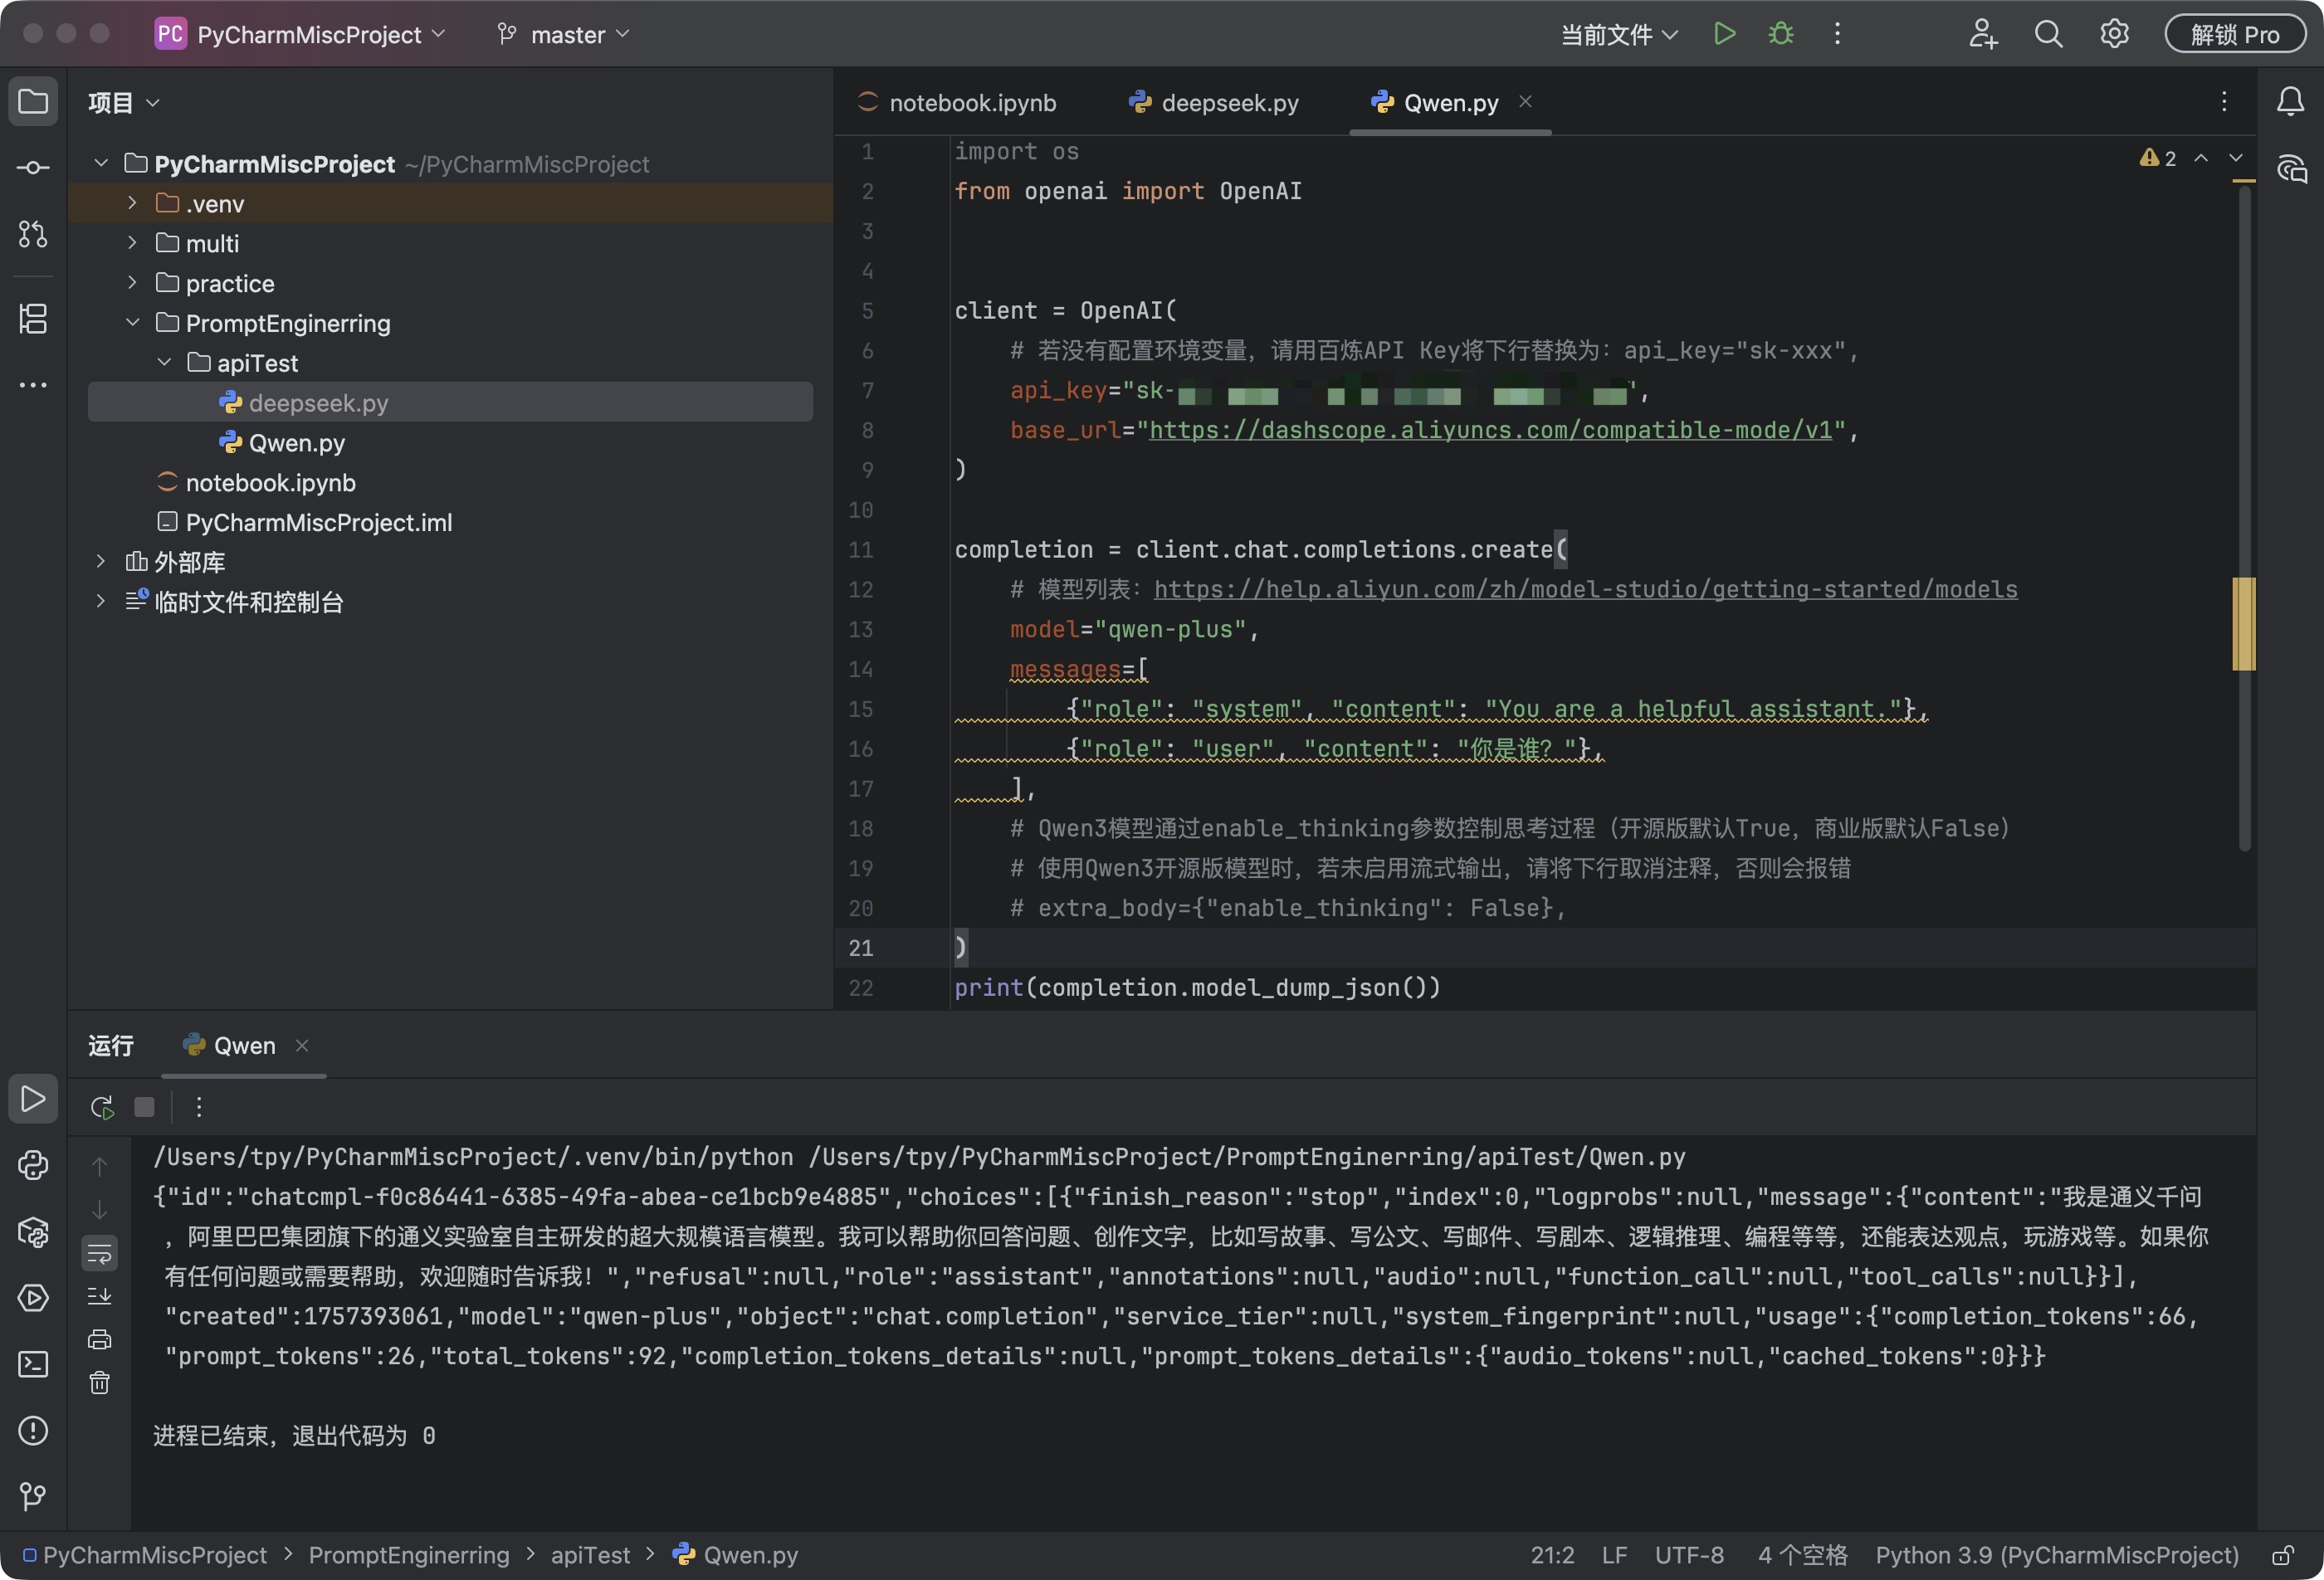 PC PyCharmMiscProject master 当前文件 解锁 Pro
项目
PyCharmMiscProject ~/PyCharmMiscProject
.venv
multi
practice
PromptEnginerring
apiTest
deepseek.py
Qwen.py
notebook.ipynb
PyCharmMiscProject.iml
外部库
临时文件和控制台
notebook.ipynb deepseek.py Qwen.py
2
1 import os
2 from openai import OpenAI
3
4
5 client = OpenAI(
6 # 若没有配置环境变量，请用百炼API Key将下行替换为：api_key="sk-xxx",
7 api_key="sk-",
8 base_url="https://dashscope.aliyuncs.com/compatible-mode/v1",
9 )
10
11 completion = client.chat.completions.create(
12 # 模型列表：https://help.aliyun.com/zh/model-studio/getting-started/models
13 model="qwen-plus",
14 messages=[
15 {"role": "system", "content": "You are a helpful assistant."},
16 {"role": "user", "content": "你是谁？"},
17 ],
18 # Qwen3模型通过enable_thinking参数控制思考过程（开源版默认True，商业版默认False）
19 # 使用Qwen3开源版模型时，若未启用流式输出，请将下行取消注释，否则会报错
20 # extra_body={"enable_thinking": False},
21 )
22 print(completion.model_dump_json())
运行 Qwen
/Users/tpy/PyCharmMiscProject/.venv/bin/python /Users/tpy/PyCharmMiscProject/PromptEnginerring/apiTest/Qwen.py
{"id":"chatcmpl-f0c86441-6385-49fa-abea-ce1bcb9e4885","choices":[{"finish_reason":"stop","index":0,"logprobs":null,"message":{"content":"我是通义千问
，阿里巴巴集团旗下的通义实验室自主研发的超大规模语言模型。我可以帮助你回答问题、创作文字，比如写故事、写公文、写邮件、写剧本、逻辑推理、编程等等，还能表达观点，玩游戏等。如果你
有任何问题或需要帮助，欢迎随时告诉我！","refusal":null,"role":"assistant","annotations":null,"audio":null,"function_call":null,"tool_calls":null}}],
"created":1757393061,"model":"qwen-plus","object":"chat.completion","service_tier":null,"system_fingerprint":null,"usage":{"completion_tokens":66,
"prompt_tokens":26,"total_tokens":92,"completion_tokens_details":null,"prompt_tokens_details":{"audio_tokens":null,"cached_tokens":0}}}
进程已结束，退出代码为 0
PyCharmMiscProject > PromptEnginerring > apiTest > Qwen.py 21:2 LF UTF-8 4 个空格 Python 3.9 (PyCharmMiscProject)